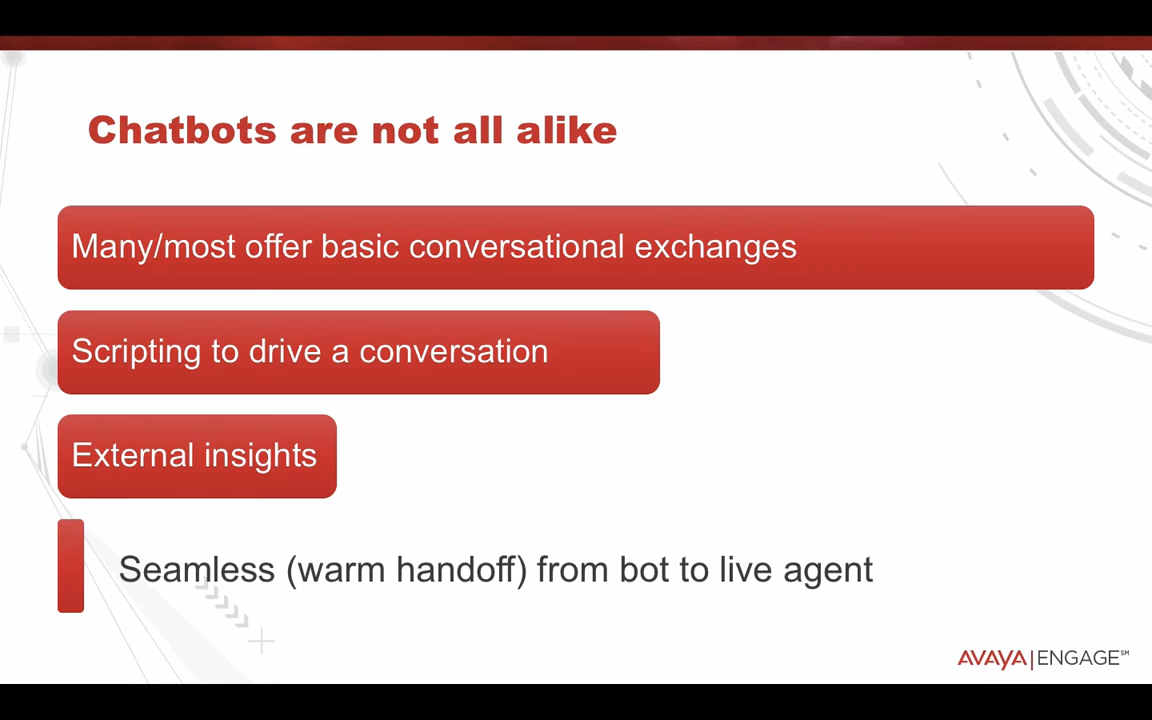 Chatbots are not all alike
Many/most offer basic conversational exchanges
Scripting to drive a conversation
External insights
Seamless (warm handoff) from bot to live agent
AVAYA | ENGAGE℠